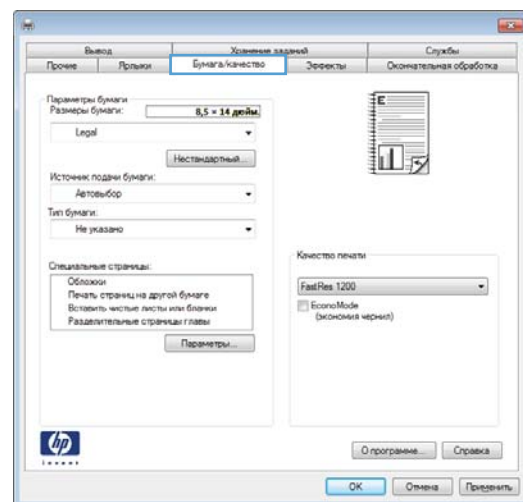 Вывод
Хранение заданий
Службы
Прочие
Ярлыки
Бумага/качество
Эффекты
Окончательная обработка
Параметры бумаги
Размеры бумаги:
8,5 × 14 дюйм.
Legal
Нестандартный...
Источник подачи бумаги:
Автовыбор
Тип бумаги:
Не указано
Специальные страницы:
Обложки
Печать страниц на другой бумаге
Вставить чистые листы или бланки
Разделительные страницы главы
Параметры...
E
Качество печати
FastRes 1200
EconoMode
(экономия чернил)
hp
invent
О программе...
Справка
OK
Отмена
Применить